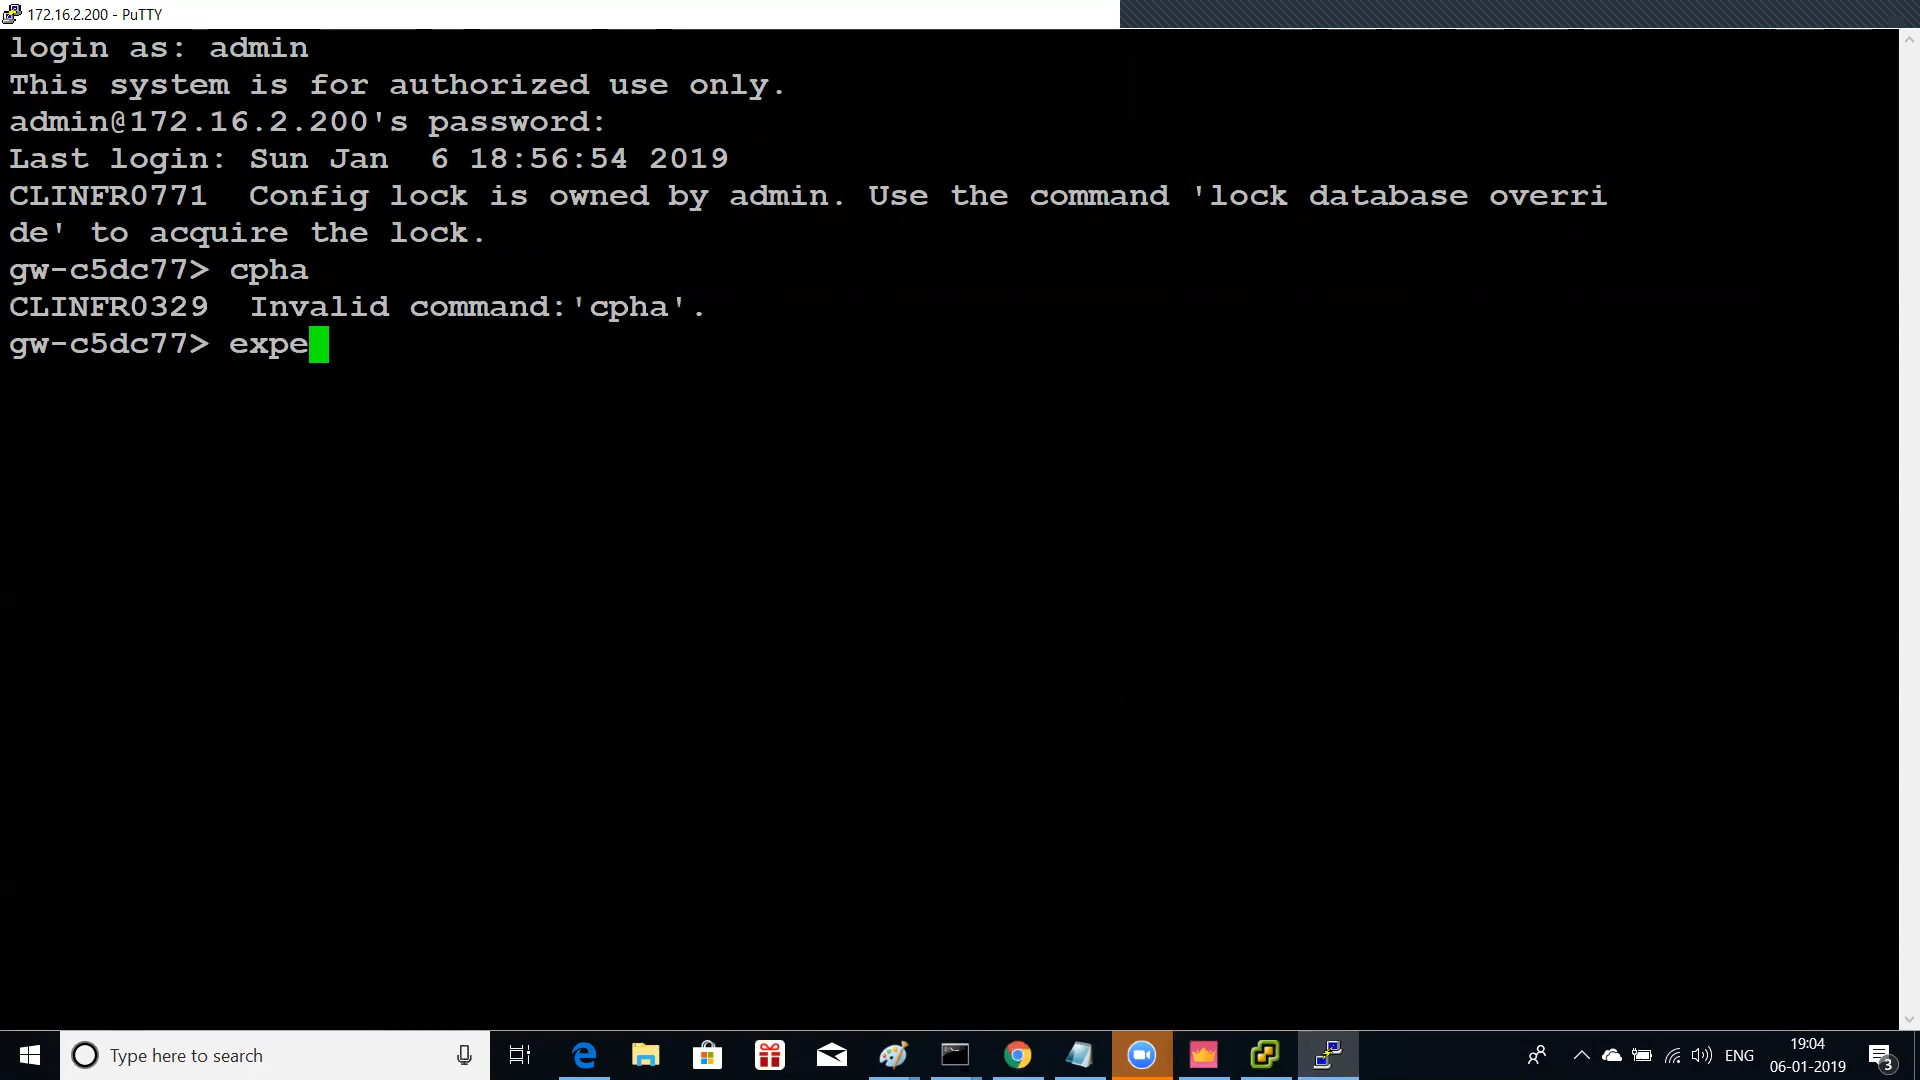 172.16.2.200 - PuTTY
login as: admin
This system is for authorized use only.
admin@172.16.2.200's password:
Last login: Sun Jan  6 18:56:54 2019
CLINFR0771  Config lock is owned by admin. Use the command 'lock database overri
de' to acquire the lock.
gw-c5dc77> cpha
CLINFR0329  Invalid command:'cpha'.
gw-c5dc77> expe
Type here to search
ENG
19:04
06-01-2019
3